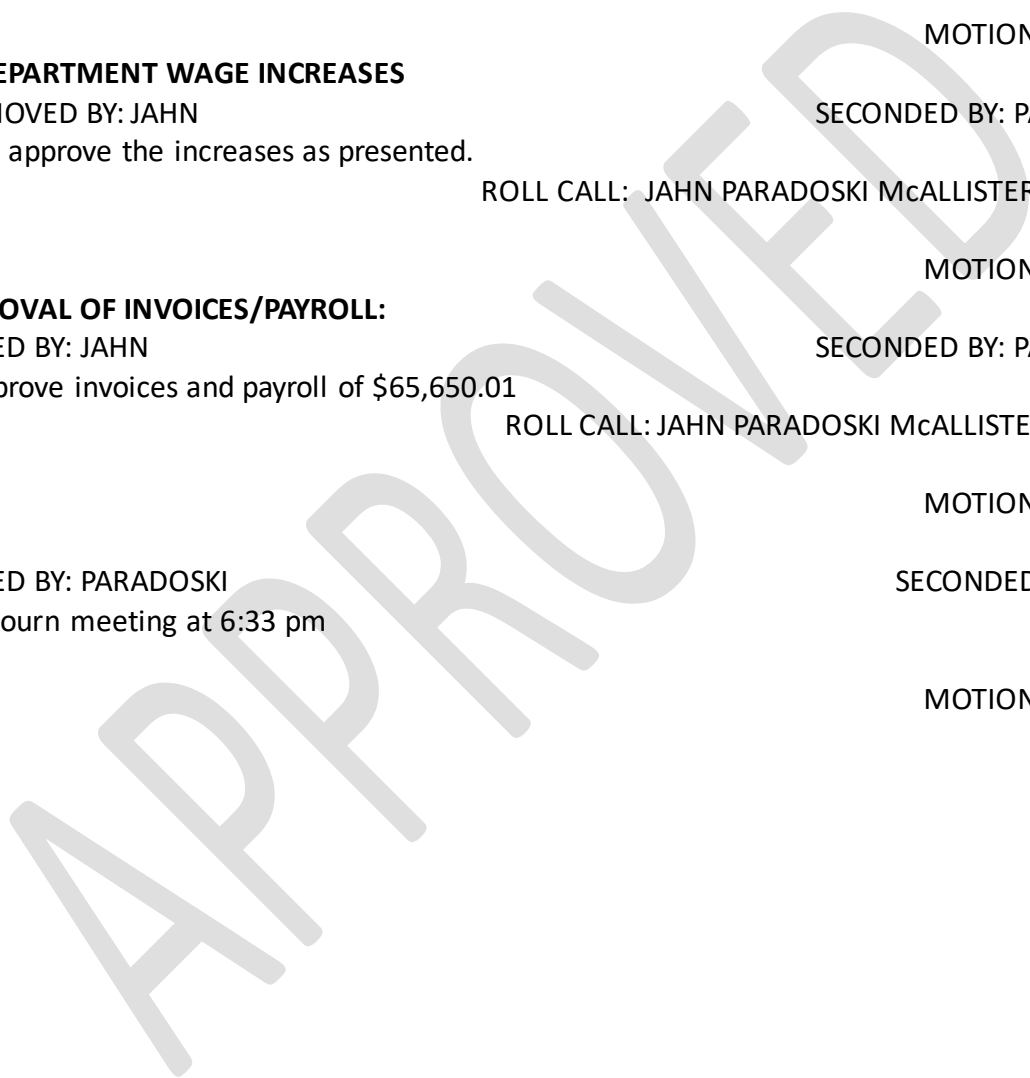 MOTION
EPARTMENT WAGE INCREASES
MOVED BY: JAHN SECONDED BY: PA
approve the increases as presented.
ROLL CALL: JAHN PARADOSKI McALLISTER
MOTION
OVAL OF INVOICES/PAYROLL:
ED BY: JAHN SECONDED BY: PA
prove invoices and payroll of $65,650.01
ROLL CALL: JAHN PARADOSKI McALLISTE
MOTION
ED BY: PARADOSKI SECONDED
ourn meeting at 6:33 pm
MOTION
APPROVED